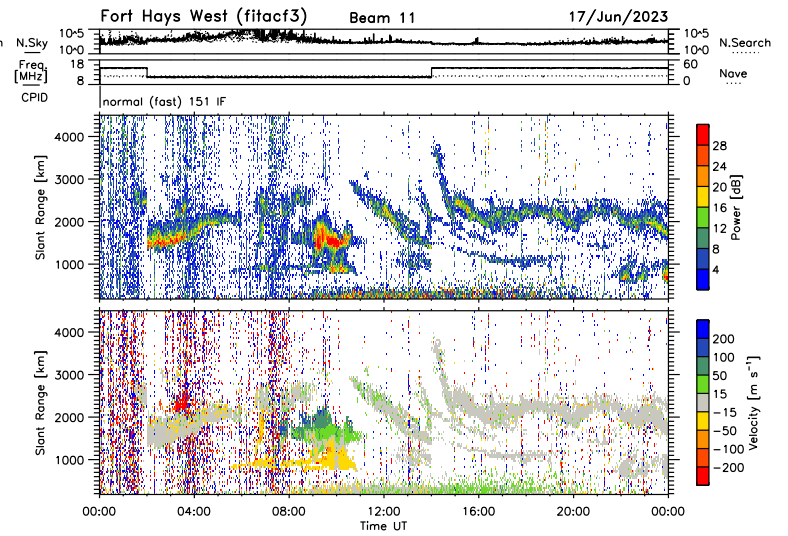 Fort Hays West (fitacf3) Beam 11 17/Jun/2023
n N.Sky 10^5 10^0 10^5 10^0 N.Search
Freq. [MHz] 18 8 60 0 Nave
CPID normal (fast) 151 IF
Slant Range [km] 4000 3000 2000 1000
28 24 20 16 12 8 4 Power [dB]
Slant Range [km] 4000 3000 2000 1000
200 100 50 15 −15 −50 −100 −200 Velocity [m s⁻¹]
00:00 04:00 08:00 12:00 16:00 20:00 00:00
Time UT